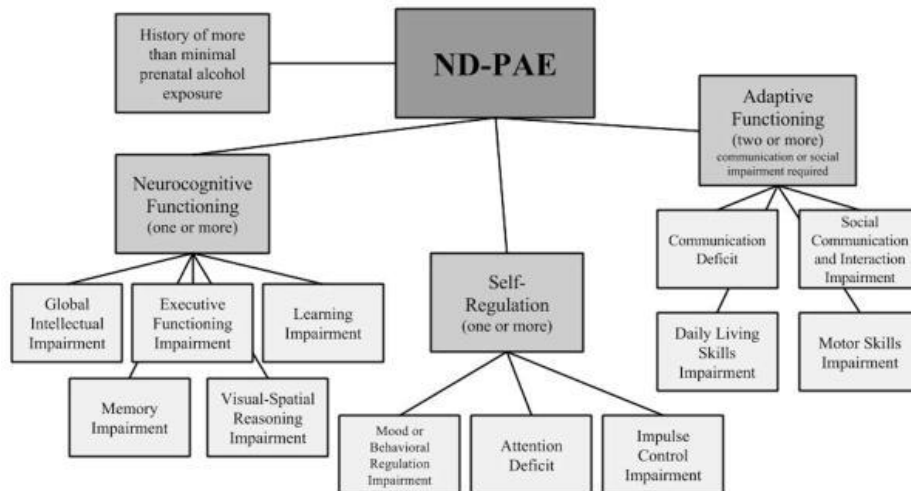 History of more
than minimal
prenatal alcohol
exposure
ND-PAE
Adaptive
Functioning
(two or more)
communication or social
impairment required
Neurocognitive
Functioning
(one or more)
Self-
Regulation
(one or more)
Global
Intellectual
Impairment
Executive
Functioning
Impairment
Learning
Impairment
Memory
Impairment
Visual-Spatial
Reasoning
Impairment
Mood or
Behavioral
Regulation
Impairment
Attention
Deficit
Impulse
Control
Impairment
Communication
Deficit
Social
Communication
and Interaction
Impairment
Daily Living
Skills
Impairment
Motor Skills
Impairment